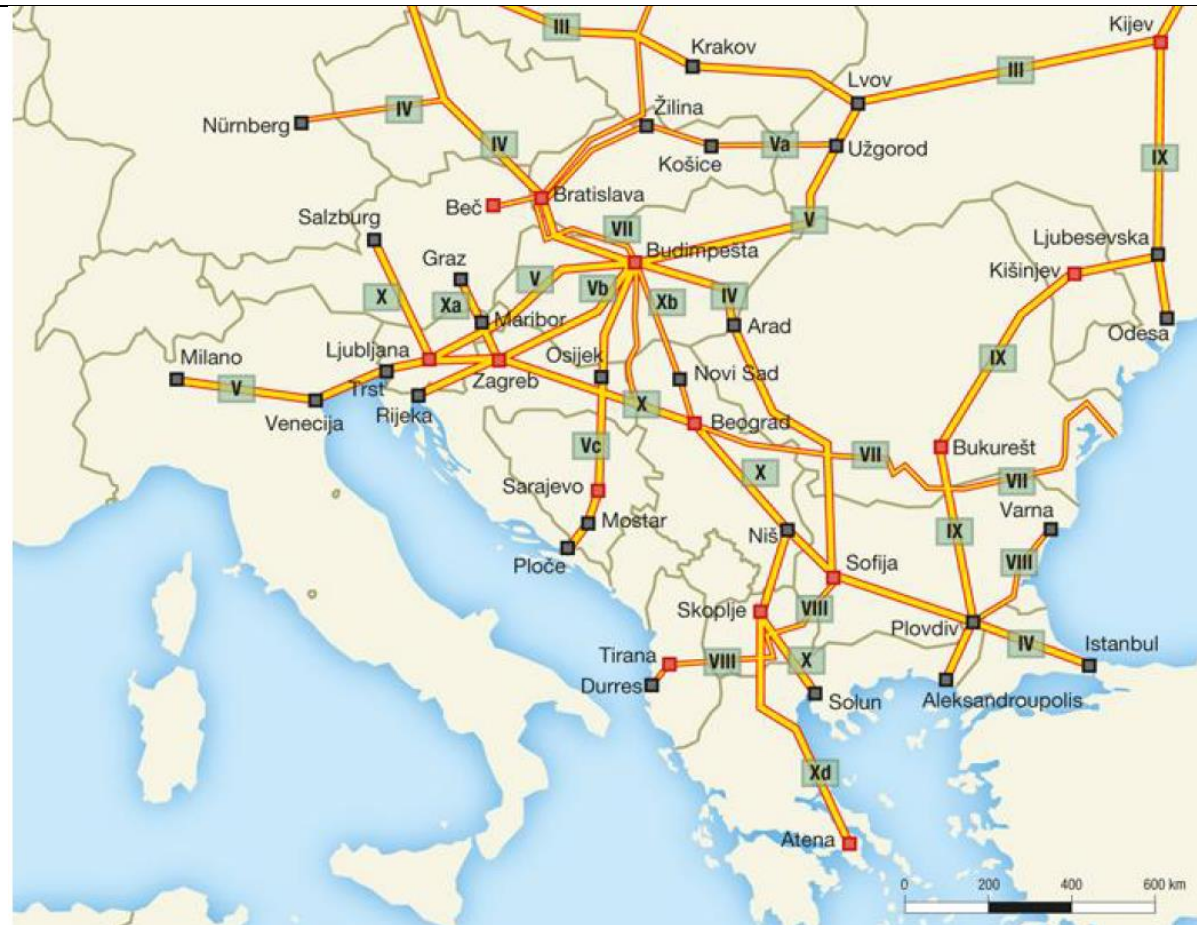 III
Kijev
Krakov
III
Lvov
IV
Žilina
Nürnberg
IV
Va
Užgorod
Košice
IX
Bratislava
Beč
Salzburg
VII
V
Ljubesevska
Budimpešta
Graz
V
Kišinjev
Vb
Xb
IV
X
Xa
Maribor
Arad
Odesa
Milano
Ljubljana
Osijek
IX
V
Trst
Zagreb
Novi Sad
Rijeka
X
Venecija
Beograd
Bukurešt
Vc
VII
X
VII
Sarajevo
Varna
Mostar
Niš
IX
Ploče
Sofija
VIII
Skoplje
VIII
Plovdiv
IV
Istanbul
Tirana
VIII
X
Durres
Solun
Aleksandroupolis
Xd
Atena
0 200 400 600 km